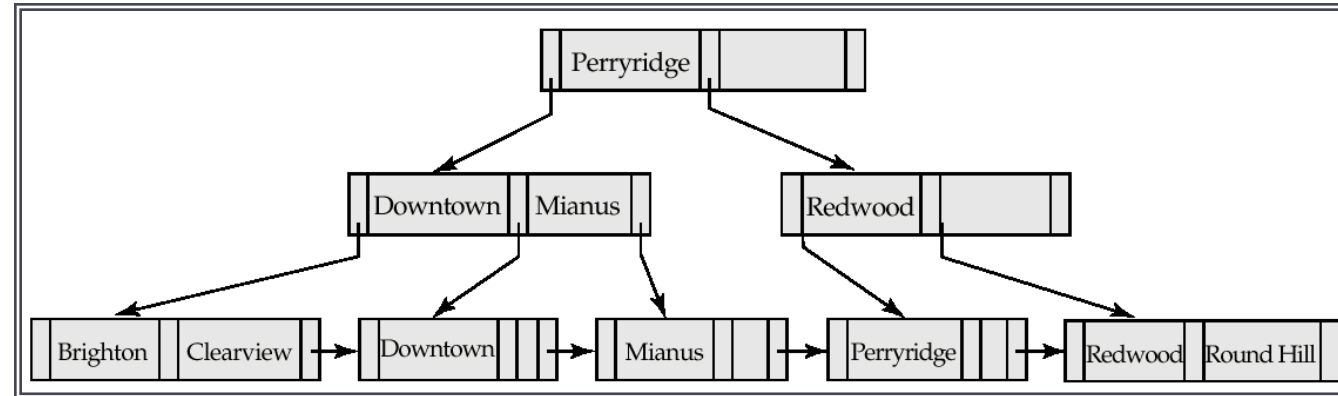 Perryridge
Downtown Mianus
Redwood
Brighton Clearview
Downtown
Mianus
Perryridge
Redwood Round Hill